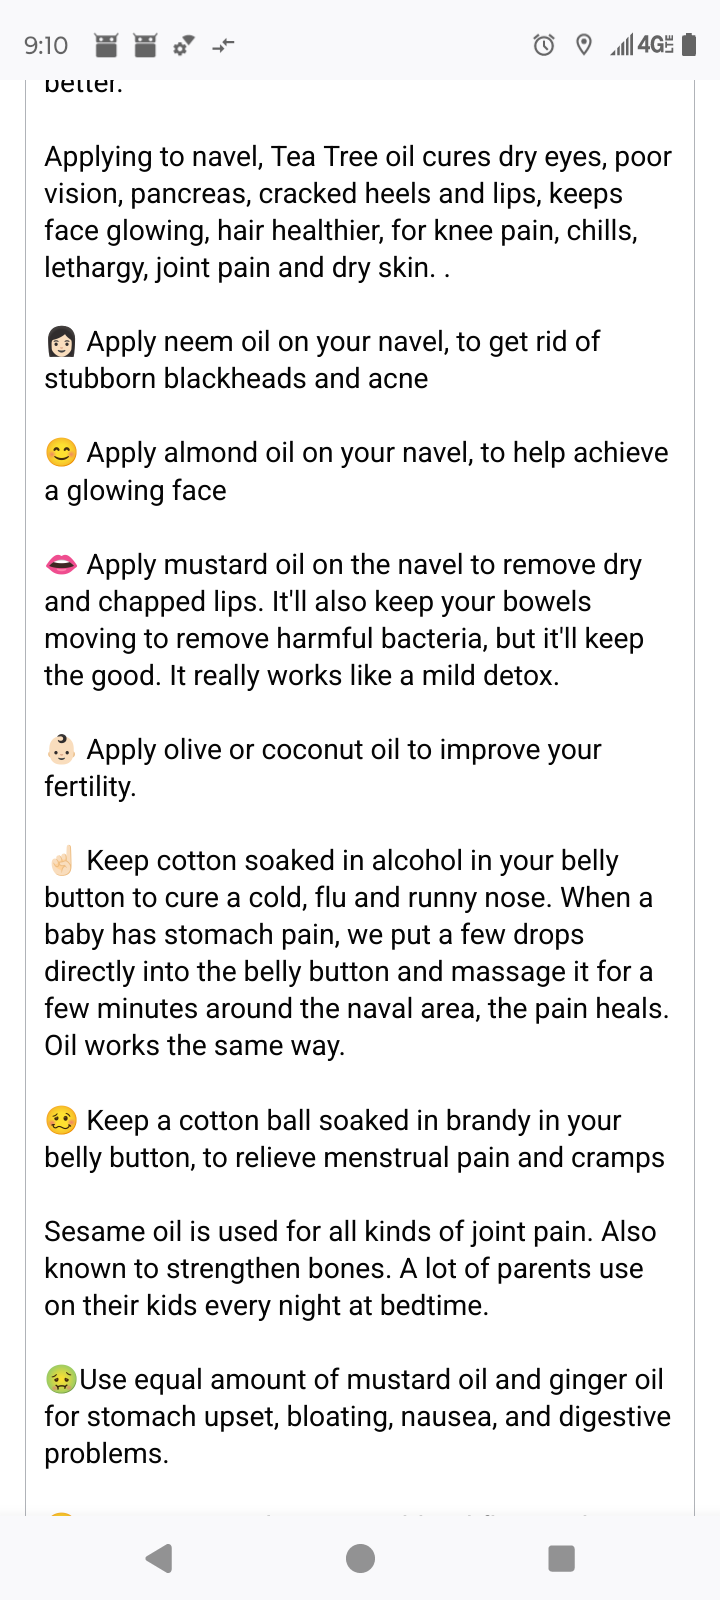 9:10 4G LTE
better.
Applying to navel, Tea Tree oil cures dry eyes, poor
vision, pancreas, cracked heels and lips, keeps
face glowing, hair healthier, for knee pain, chills,
lethargy, joint pain and dry skin. .
👩🏻 Apply neem oil on your navel, to get rid of
stubborn blackheads and acne
😊 Apply almond oil on your navel, to help achieve
a glowing face
👄 Apply mustard oil on the navel to remove dry
and chapped lips. It'll also keep your bowels
moving to remove harmful bacteria, but it'll keep
the good. It really works like a mild detox.
👶🏻 Apply olive or coconut oil to improve your
fertility.
☝🏻 Keep cotton soaked in alcohol in your belly
button to cure a cold, flu and runny nose. When a
baby has stomach pain, we put a few drops
directly into the belly button and massage it for a
few minutes around the naval area, the pain heals.
Oil works the same way.
🥴 Keep a cotton ball soaked in brandy in your
belly button, to relieve menstrual pain and cramps
Sesame oil is used for all kinds of joint pain. Also
known to strengthen bones. A lot of parents use
on their kids every night at bedtime.
🤢Use equal amount of mustard oil and ginger oil
for stomach upset, bloating, nausea, and digestive
problems.